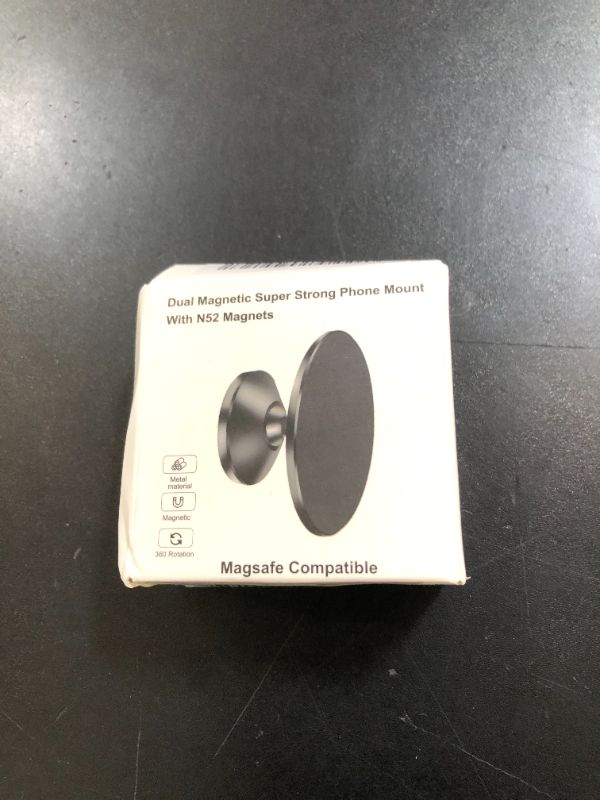 Dual Magnetic Super Strong Phone Mount
With N52 Magnets
Metal
material
Magnetic
360 Rotation
Magsafe Compatible